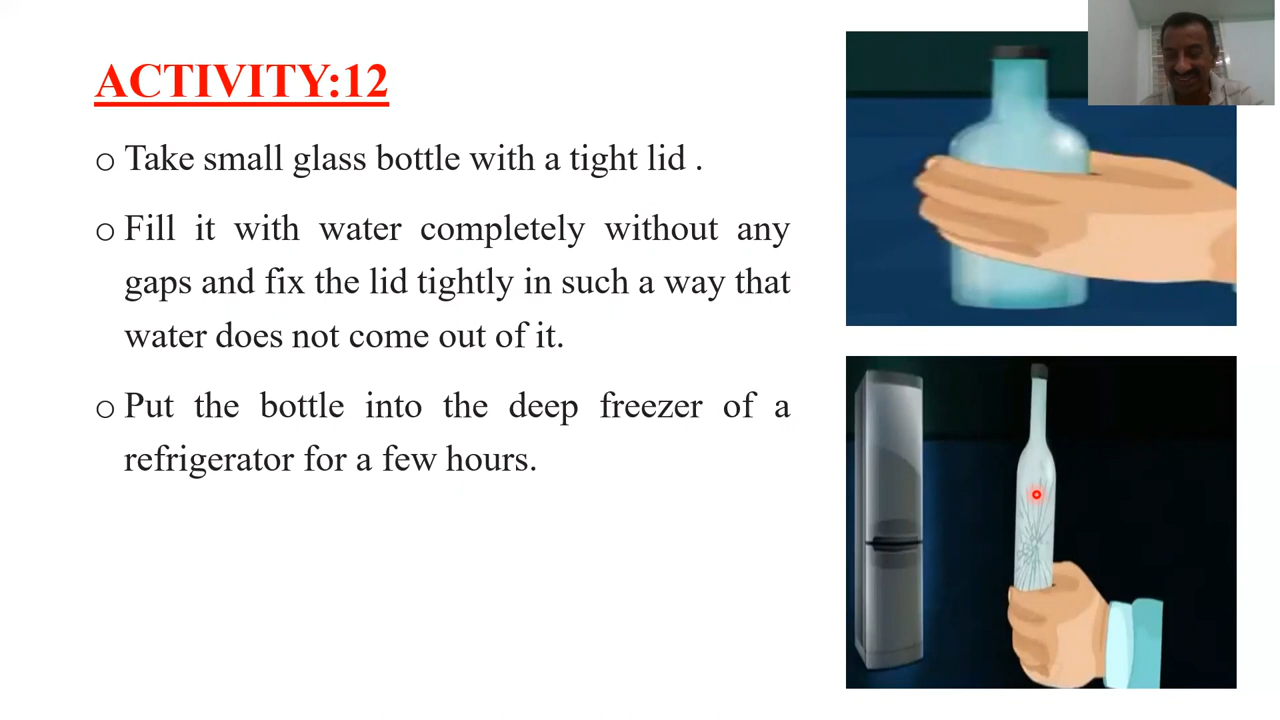 ACTIVITY:12
o Take small glass bottle with a tight lid .
o Fill it with water completely without any
gaps and fix the lid tightly in such a way that
water does not come out of it.
o Put the bottle into the deep freezer of a
refrigerator for a few hours.